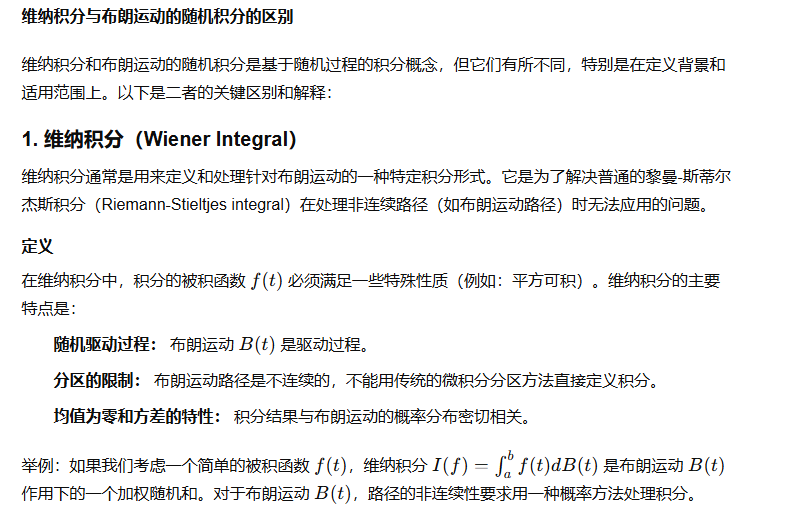 维纳积分与布朗运动的随机积分的区别
维纳积分和布朗运动的随机积分是基于随机过程的积分概念，但它们有所不同，特别是在定义背景和
适用范围上。以下是二者的关键区别和解释：
1. 维纳积分（Wiener Integral）
维纳积分通常是用来定义和处理针对布朗运动的一种特定积分形式。它是为了解决普通的黎曼-斯蒂尔
杰斯积分（Riemann-Stieltjes integral）在处理非连续路径（如布朗运动路径）时无法应用的问题。
定义
在维纳积分中，积分的被积函数 f(t) 必须满足一些特殊性质（例如：平方可积）。维纳积分的主要
特点是：
随机驱动过程： 布朗运动 B(t) 是驱动过程。
分区的限制： 布朗运动路径是不连续的，不能用传统的微积分分区方法直接定义积分。
均值为零和方差的特性： 积分结果与布朗运动的概率分布密切相关。
举例：如果我们考虑一个简单的被积函数 f(t)，维纳积分 I(f) = ∫_a^b f(t)dB(t) 是布朗运动 B(t)
作用下的一个加权随机和。对于布朗运动 B(t)，路径的非连续性要求用一种概率方法处理积分。